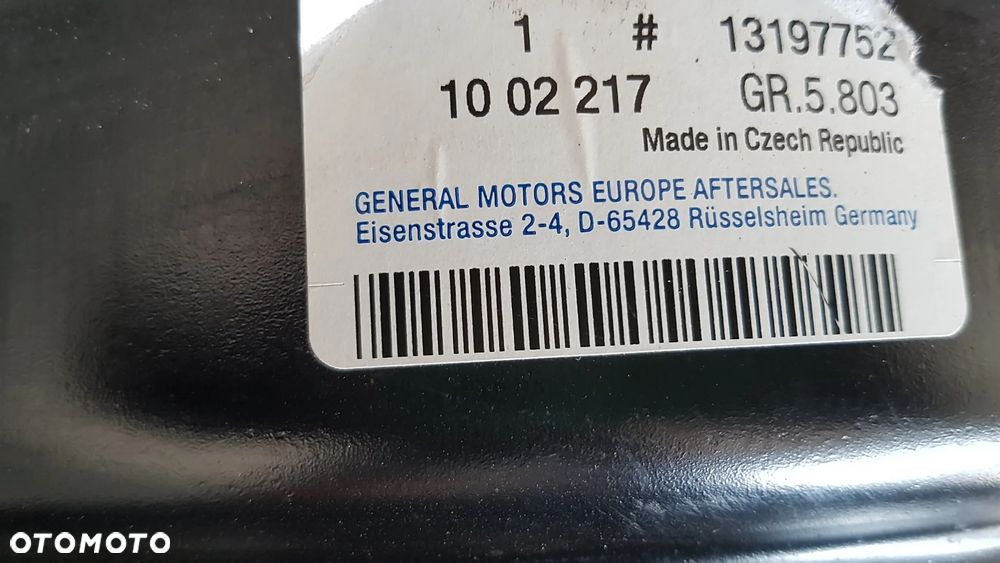 1 # 13197752
10 02 217 GR.5.803
Made in Czech Republic
GENERAL MOTORS EUROPE AFTERSALES.
Eisenstrasse 2-4, D-65428 Rüsselsheim Germany
OTOMOTO